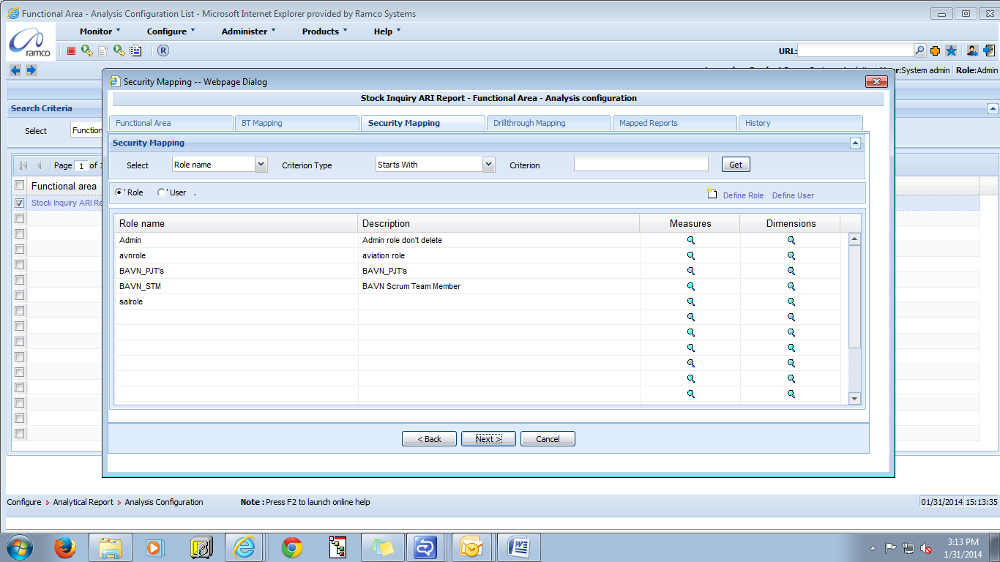 Functional Area - Analysis Configuration List - Microsoft Internet Explorer provided by Ramco Systems
ramco
Monitor Configure Administer Products Help
R
URL:
System admin Role:Admin
Security Mapping -- Webpage Dialog
Stock Inquiry ARI Report - Functional Area - Analysis configuration
Search Criteria
Functional Area BT Mapping Security Mapping Drillthrough Mapping Mapped Reports History
Select Function
Security Mapping
Select Role name Criterion Type Starts With Criterion Get
Page 1 of 1
Functional area
Stock Inquiry ARI Re
' Role ' User .
Define Role Define User
Role name Description Measures Dimensions
Admin Admin role don't delete
avnrole aviation role
BAVN_PJT's BAVN_PJT's
BAVN_STM BAVN Scrum Team Member
salrole
< Back Next > Cancel
Configure > Analytical Report > Analysis Configuration Note : Press F2 to launch online help
01/31/2014 15:13:35
3:13 PM
1/31/2014